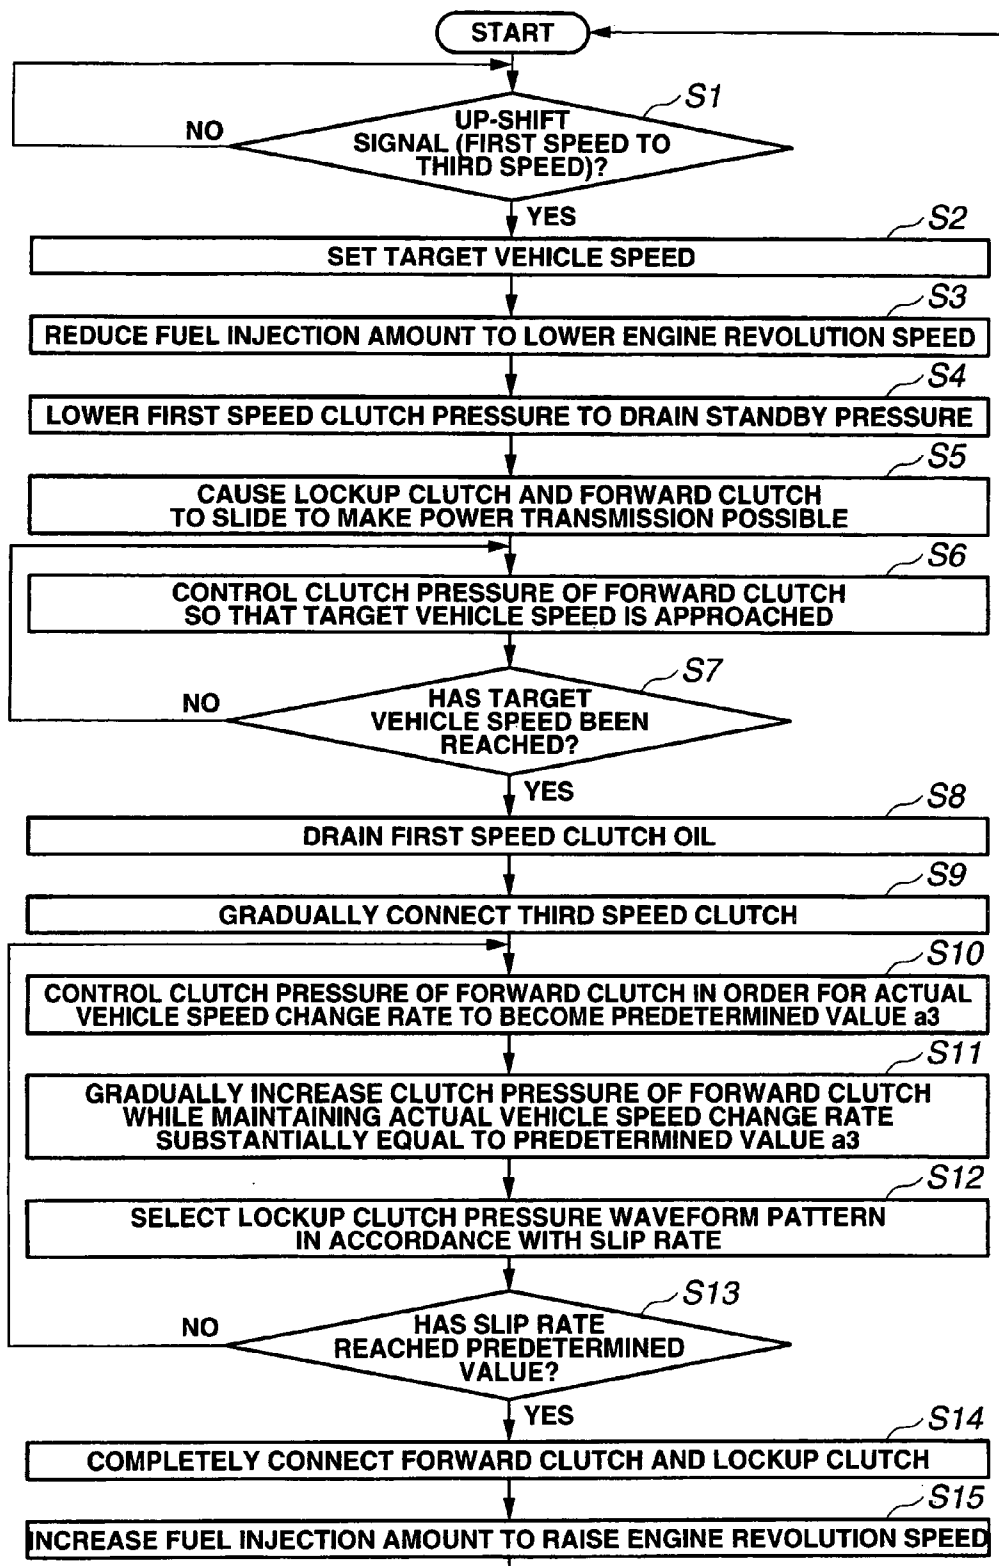 START
S1
UP-SHIFT
SIGNAL (FIRST SPEED TO
THIRD SPEED)?
NO
YES
S2
SET TARGET VEHICLE SPEED
S3
REDUCE FUEL INJECTION AMOUNT TO LOWER ENGINE REVOLUTION SPEED
S4
LOWER FIRST SPEED CLUTCH PRESSURE TO DRAIN STANDBY PRESSURE
S5
CAUSE LOCKUP CLUTCH AND FORWARD CLUTCH
TO SLIDE TO MAKE POWER TRANSMISSION POSSIBLE
S6
CONTROL CLUTCH PRESSURE OF FORWARD CLUTCH
SO THAT TARGET VEHICLE SPEED IS APPROACHED
S7
HAS TARGET
VEHICLE SPEED BEEN
REACHED?
NO
YES
S8
DRAIN FIRST SPEED CLUTCH OIL
S9
GRADUALLY CONNECT THIRD SPEED CLUTCH
S10
CONTROL CLUTCH PRESSURE OF FORWARD CLUTCH IN ORDER FOR ACTUAL
VEHICLE SPEED CHANGE RATE TO BECOME PREDETERMINED VALUE a3
S11
GRADUALLY INCREASE CLUTCH PRESSURE OF FORWARD CLUTCH
WHILE MAINTAINING ACTUAL VEHICLE SPEED CHANGE RATE
SUBSTANTIALLY EQUAL TO PREDETERMINED VALUE a3
S12
SELECT LOCKUP CLUTCH PRESSURE WAVEFORM PATTERN
IN ACCORDANCE WITH SLIP RATE
S13
HAS SLIP RATE
REACHED PREDETERMINED
VALUE?
NO
YES
S14
COMPLETELY CONNECT FORWARD CLUTCH AND LOCKUP CLUTCH
S15
INCREASE FUEL INJECTION AMOUNT TO RAISE ENGINE REVOLUTION SPEED